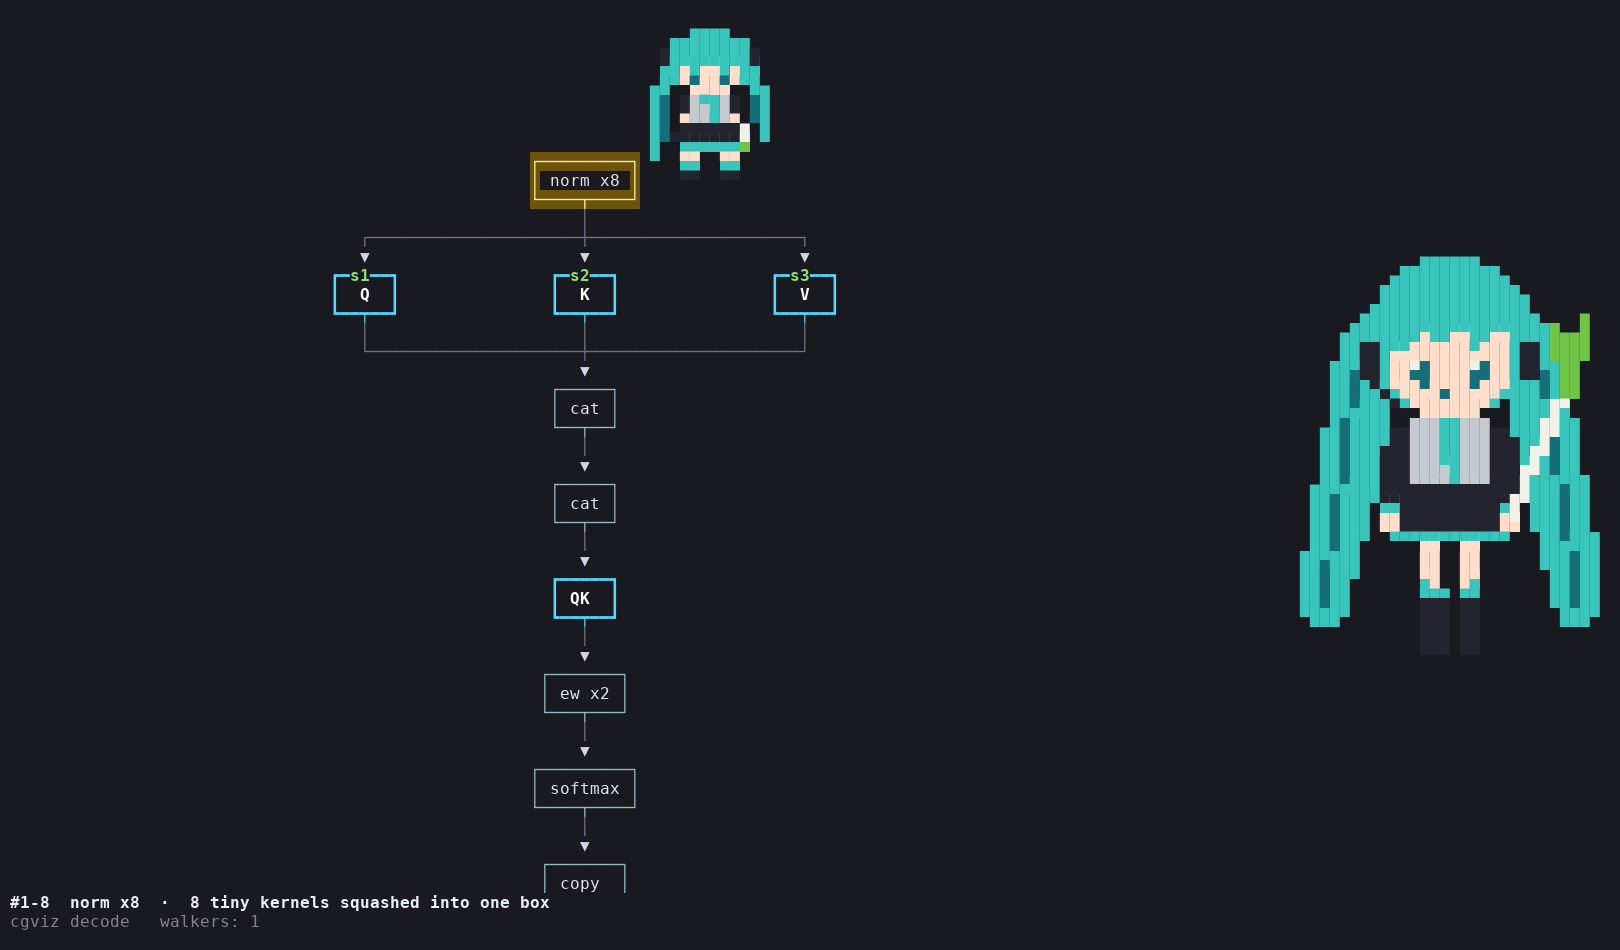 norm x8
s1 s2 s3
Q K V
cat
cat
QK
ew x2
softmax
copy
#1-8 norm x8 · 8 tiny kernels squashed into one box
cgviz decode walkers: 1